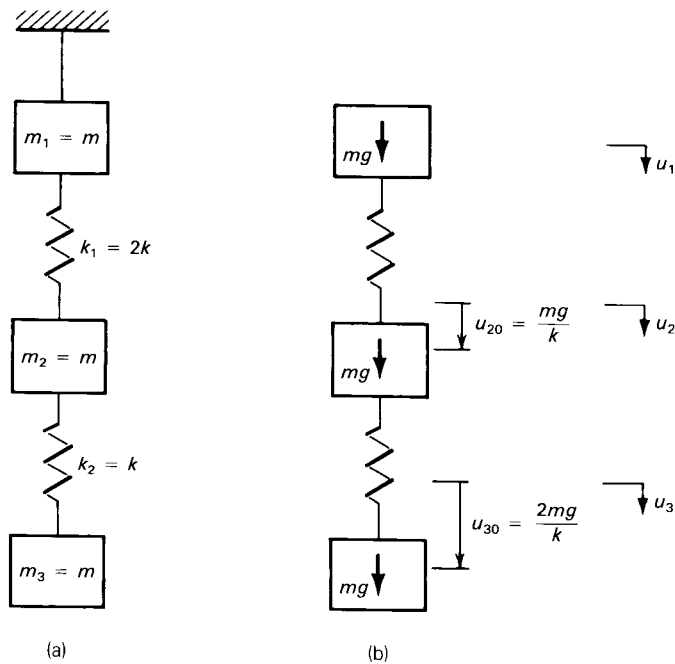 m₁ = m
k₁ = 2k
m₂ = m
k₂ = k
m₃ = m
(a)
mg
u₁
u₂₀ = mg/k
u₂
mg
u₃
u₃₀ = 2mg/k
mg
(b)